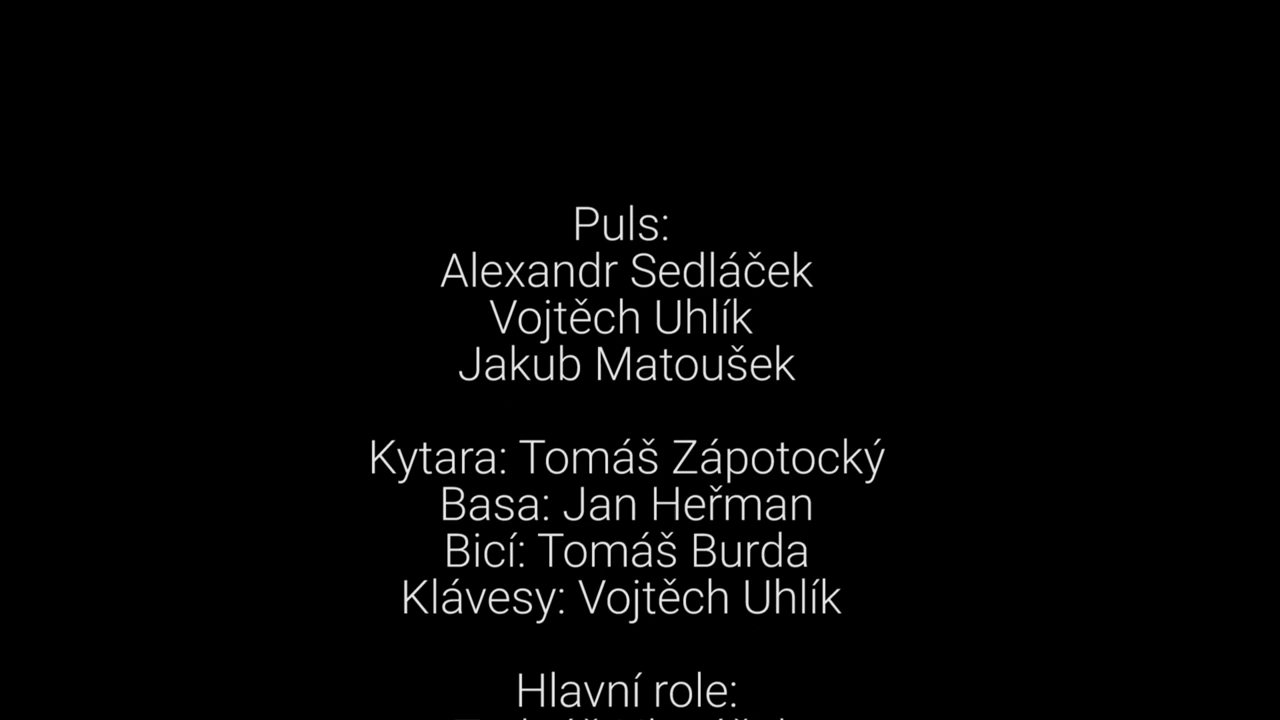 Puls:
Alexandr Sedláček
Vojtěch Uhlík
Jakub Matoušek
Kytara: Tomáš Zápotocký
Basa: Jan Heřman
Bicí: Tomáš Burda
Klávesy: Vojtěch Uhlík
Hlavní role: